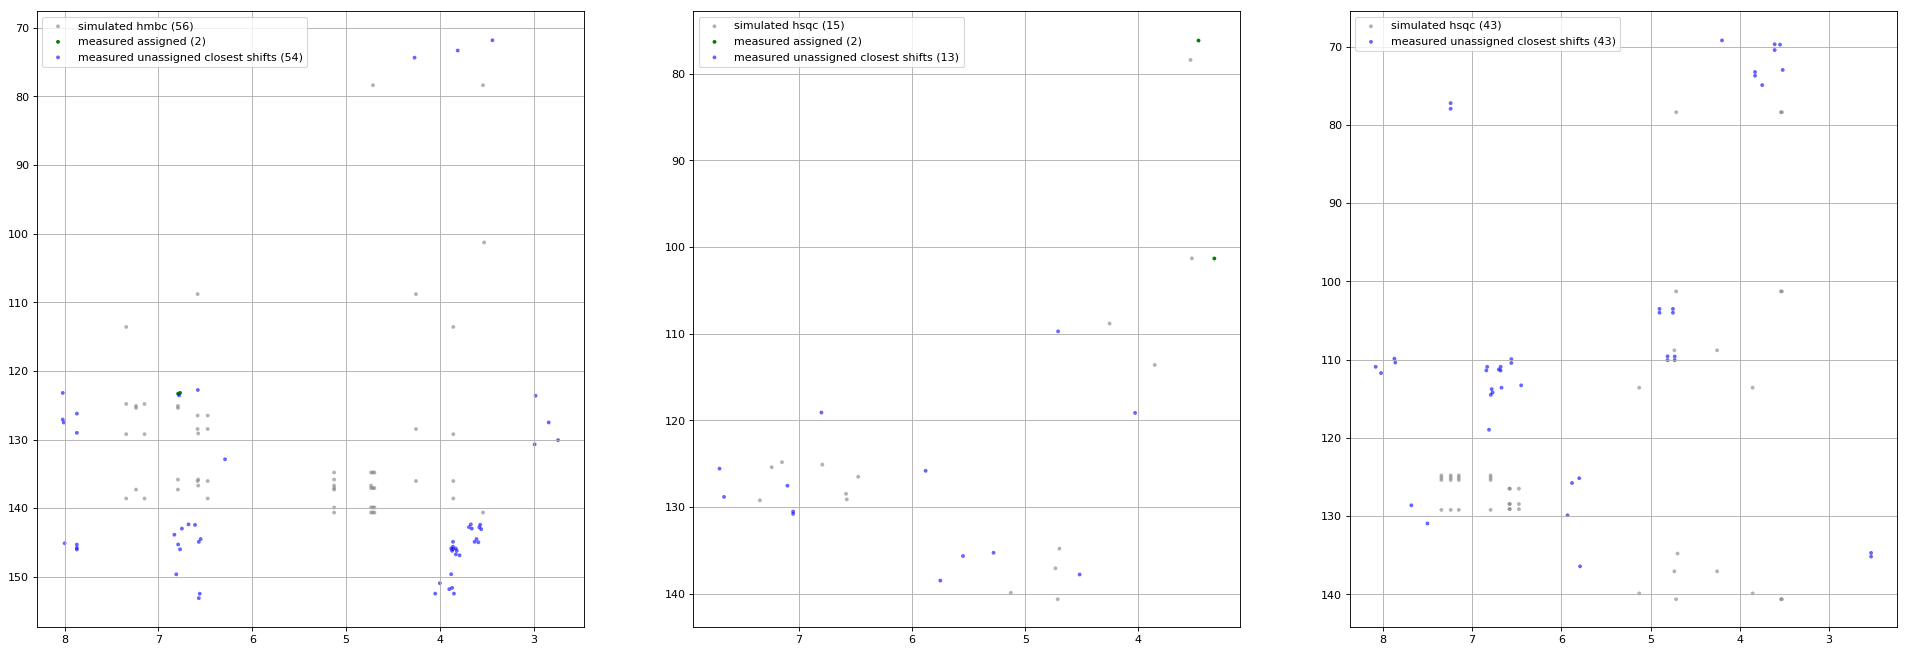 simulated hmbc (56)
measured assigned (2)
measured unassigned closest shifts (54)
70
80
90
100
110
120
130
140
150
8 7 6 5 4 3
simulated hsqc (15)
measured assigned (2)
measured unassigned closest shifts (13)
80
90
100
110
120
130
140
7 6 5 4
simulated hsqc (43)
measured unassigned closest shifts (43)
70
80
90
100
110
120
130
140
8 7 6 5 4 3